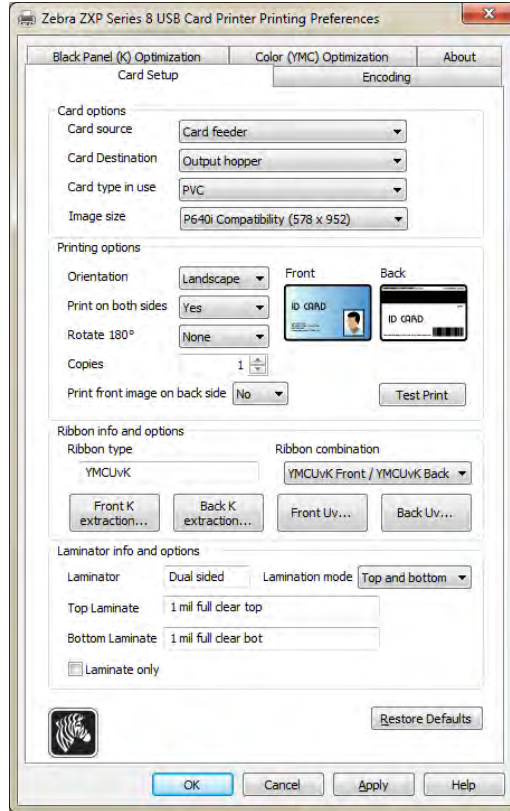 Zebra ZXP Series 8 USB Card Printer Printing Preferences
Black Panel (K) Optimization Color (YMC) Optimization About
Card Setup Encoding
Card options
Card source Card feeder
Card Destination Output hopper
Card type in use PVC
Image size P640i Compatibility (578 x 952)
Printing options
Orientation Landscape Front Back
Print on both sides Yes ID CARD ID CARD
Rotate 180° None
Copies 1
Print front image on back side No Test Print
Ribbon info and options
Ribbon type Ribbon combination
YMCUvK YMCUvK Front / YMCUvK Back
Front K extraction... Back K extraction... Front Uv... Back Uv...
Laminator info and options
Laminator Dual sided Lamination mode Top and bottom
Top Laminate 1 mil full clear top
Bottom Laminate 1 mil full clear bot
Laminate only
Restore Defaults
OK Cancel Apply Help